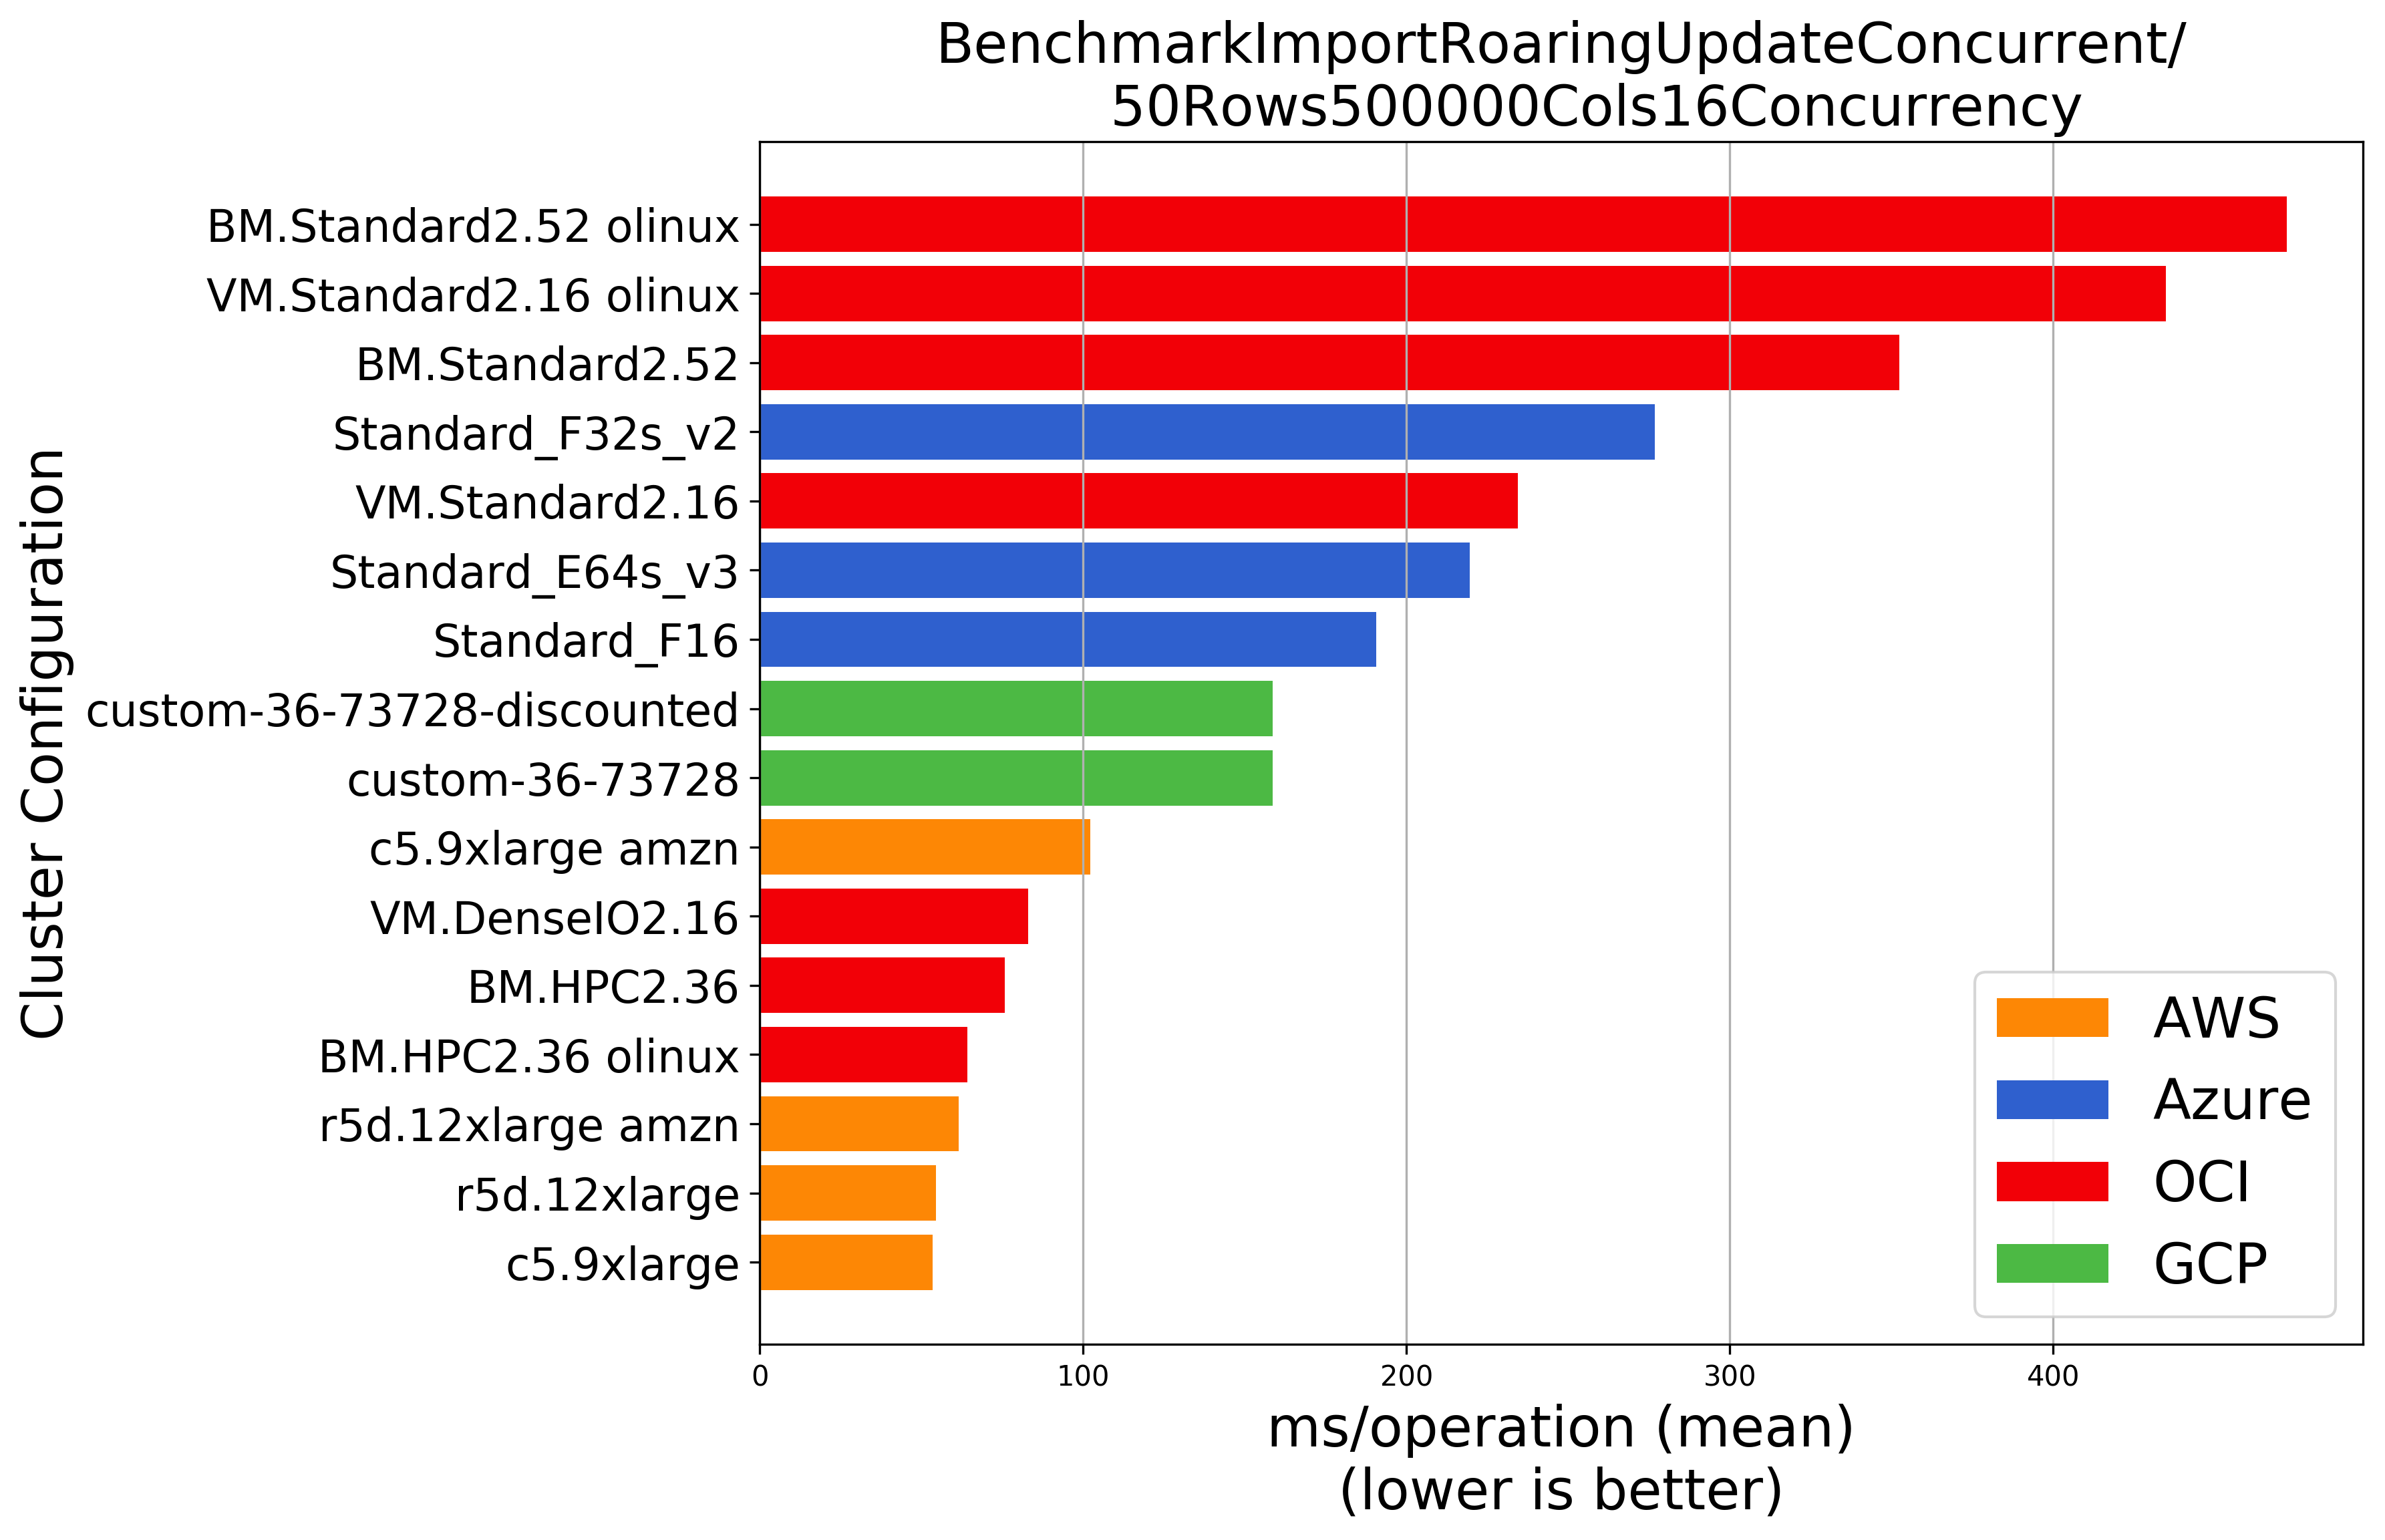 BenchmarkImportRoaringUpdateConcurrent/
50Rows500000Cols16Concurrency
Cluster Configuration
BM.Standard2.52 olinux
VM.Standard2.16 olinux
BM.Standard2.52
Standard_F32s_v2
VM.Standard2.16
Standard_E64s_v3
Standard_F16
custom-36-73728-discounted
custom-36-73728
c5.9xlarge amzn
VM.DenseIO2.16
BM.HPC2.36
BM.HPC2.36 olinux
r5d.12xlarge amzn
r5d.12xlarge
c5.9xlarge
AWS
Azure
OCI
GCP
0 100 200 300 400
ms/operation (mean)
(lower is better)